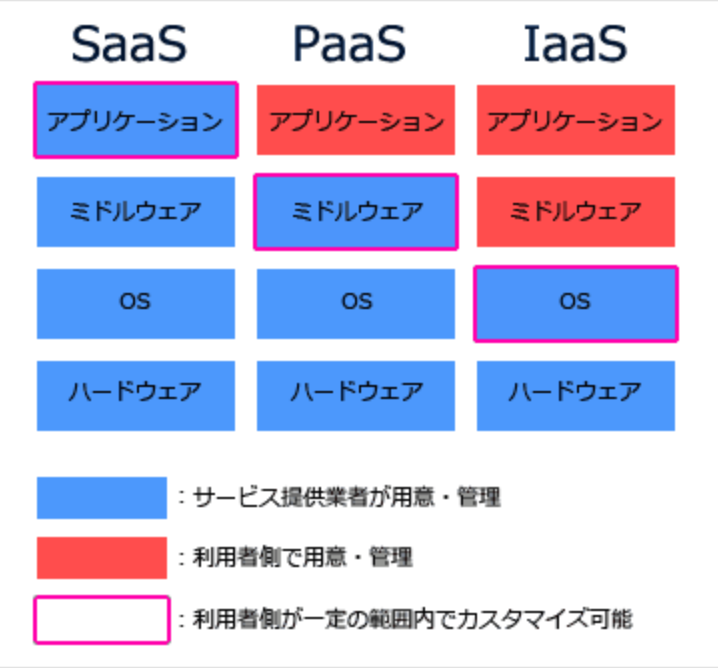 SaaS PaaS IaaS
アプリケーション アプリケーション アプリケーション
ミドルウェア ミドルウェア ミドルウェア
OS OS OS
ハードウェア ハードウェア ハードウェア
：サービス提供業者が用意・管理
：利用者側で用意・管理
：利用者側が一定の範囲内でカスタマイズ可能